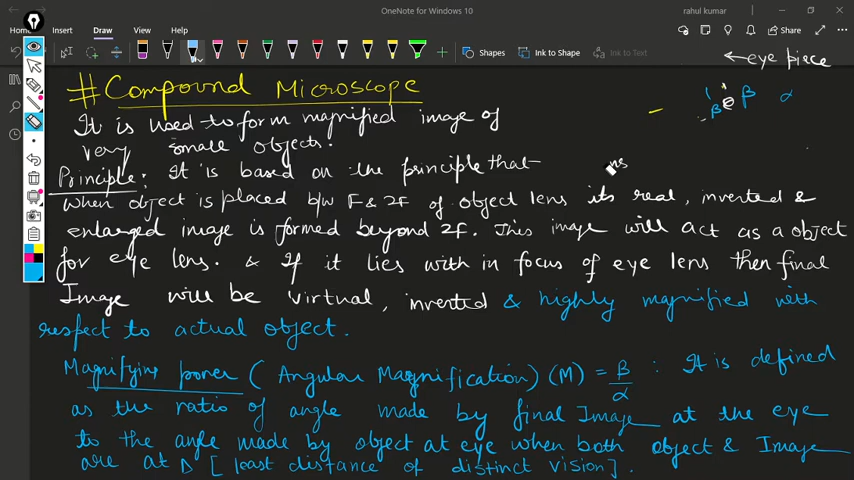 OneNote for Windows 10
rahul kumar
Home
Draw
View
Help
Share
Shapes
Ink to Shape
Ink to Text
←eye piece
β
β
α
#Compound Microscope
It is used to form magnified image of
very small objects.
Principle: It is based on the principle that
when object is placed b/w F & 2F of object lens its real, inverted &
enlarged image is formed beyond 2F. This image will act as a object
for eye lens. & If it lies with in focus of eye lens then final
Image will be virtual, inverted & highly magnified with
respect to actual object.
Magnifying power (Angular Magnification) (M) = β/α : It is defined
as the ratio of angle made by final Image at the eye
to the angle made by object at eye when both object & Image
are at D [least distance of distinct vision].